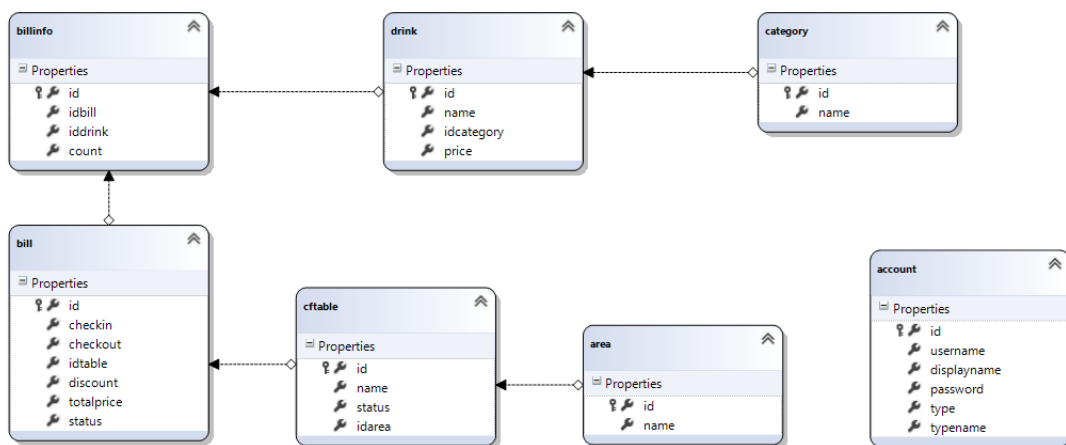 billinfo
Properties
id
idbill
iddrink
count
drink
Properties
id
name
idcategory
price
category
Properties
id
name
bill
Properties
id
checkin
checkout
idtable
discount
totalprice
status
cftable
Properties
id
name
status
idarea
area
Properties
id
name
account
Properties
id
username
displayname
password
type
typename